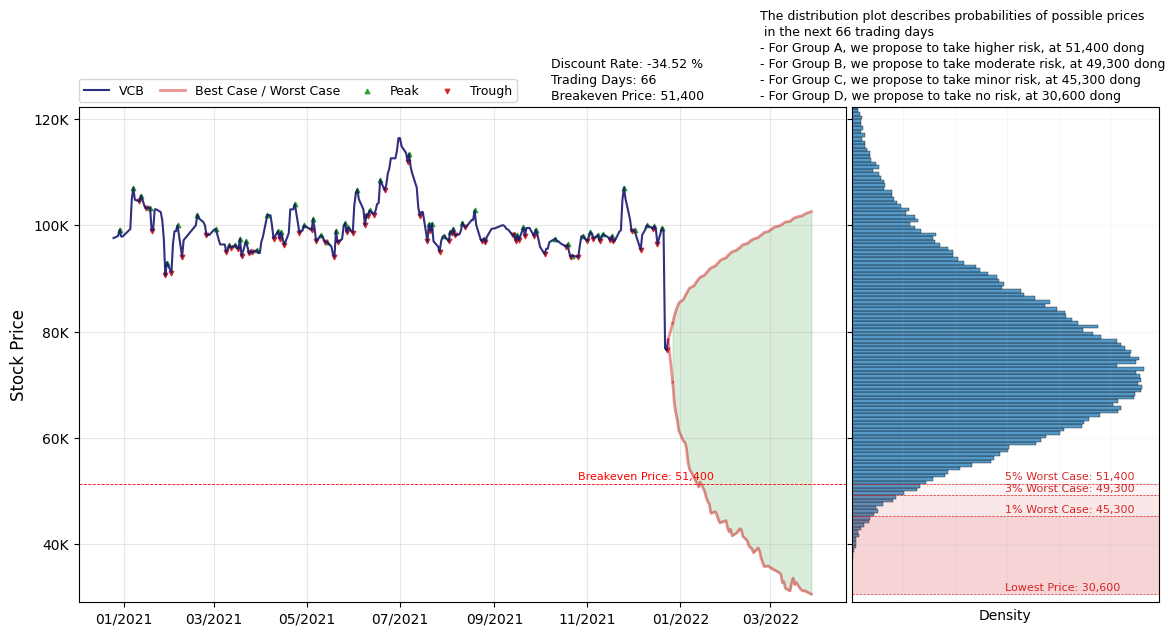 The distribution plot describes probabilities of possible prices
in the next 66 trading days
- For Group A, we propose to take higher risk, at 51,400 dong
- For Group B, we propose to take moderate risk, at 49,300 dong
- For Group C, we propose to take minor risk, at 45,300 dong
- For Group D, we propose to take no risk, at 30,600 dong
Discount Rate: -34.52 %
Trading Days: 66
Breakeven Price: 51,400
VCB
Best Case / Worst Case
Peak
Trough
Stock Price
120K
100K
80K
60K
40K
Breakeven Price: 51,400
5% Worst Case: 51,400
3% Worst Case: 49,300
1% Worst Case: 45,300
Lowest Price: 30,600
01/2021
03/2021
05/2021
07/2021
09/2021
11/2021
01/2022
03/2022
Density